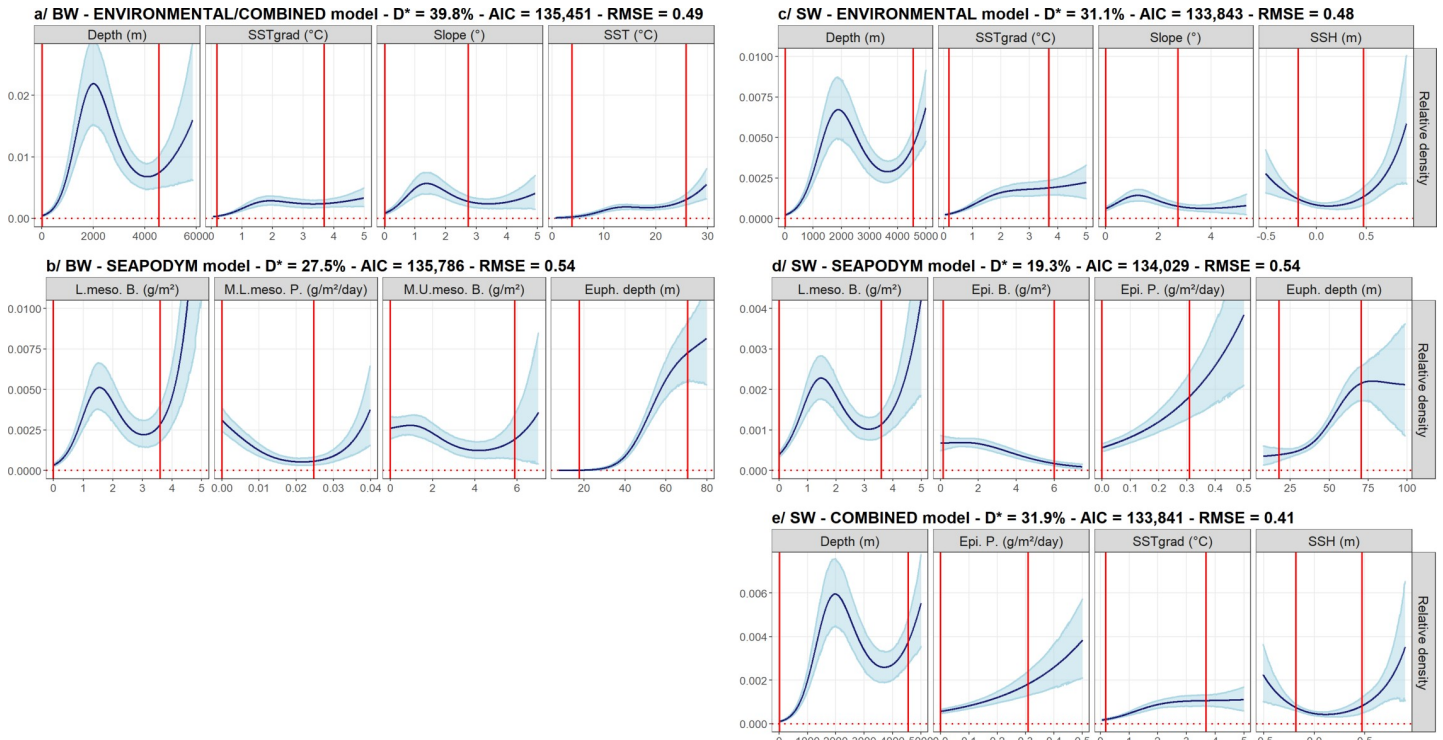 a/ BW - ENVIRONMENTAL/COMBINED model - D* = 39.8% - AIC = 135,451 - RMSE = 0.49
Depth (m) SSTgrad (°C) Slope (°) SST (°C)
0.02
0.01
0.00
0 2000 4000 6000 0 1 2 3 4 5 0 1 2 3 4 5 0 10 20 30
b/ BW - SEAPODYM model - D* = 27.5% - AIC = 135,786 - RMSE = 0.54
L.meso. B. (g/m²) M.L.meso. P. (g/m²/day) M.U.meso. B. (g/m²) Euph. depth (m)
0.0100
0.0075
0.0050
0.0025
0.0000
0 1 2 3 4 5 0.00 0.01 0.02 0.03 0.04 0 2 4 6 40 60 80
c/ SW - ENVIRONMENTAL model - D* = 31.1% - AIC = 133,843 - RMSE = 0.48
Depth (m) SSTgrad (°C) Slope (°) SSH (m)
0.0100
0.0075
0.0050
0.0025
0.0000
0 1000 2000 3000 4000 5000 0 1 2 3 4 5 0 2 4 -0.5 0.0 0.5
Relative density
d/ SW - SEAPODYM model - D* = 19.3% - AIC = 134,029 - RMSE = 0.54
L.meso. B. (g/m²) Epi. B. (g/m²) Epi. P. (g/m²/day) Euph. depth (m)
0.004
0.003
0.002
0.001
0.000
0 1 2 3 4 5 0 2 4 6 0.0 0.1 0.2 0.3 0.4 0.5 25 50 75 100
Relative density
e/ SW - COMBINED model - D* = 31.9% - AIC = 133,841 - RMSE = 0.41
Depth (m) Epi. P. (g/m²/day) SSTgrad (°C) SSH (m)
0.006
0.004
0.002
0.000
Relative density